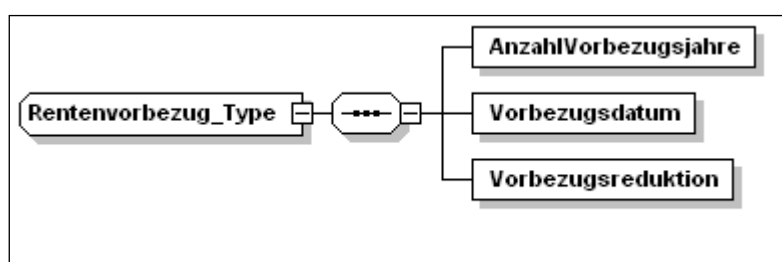 AnzahlVorbezugsjahre
Rentenvorbezug_Type
Vorbezugsdatum
Vorbezugsreduktion